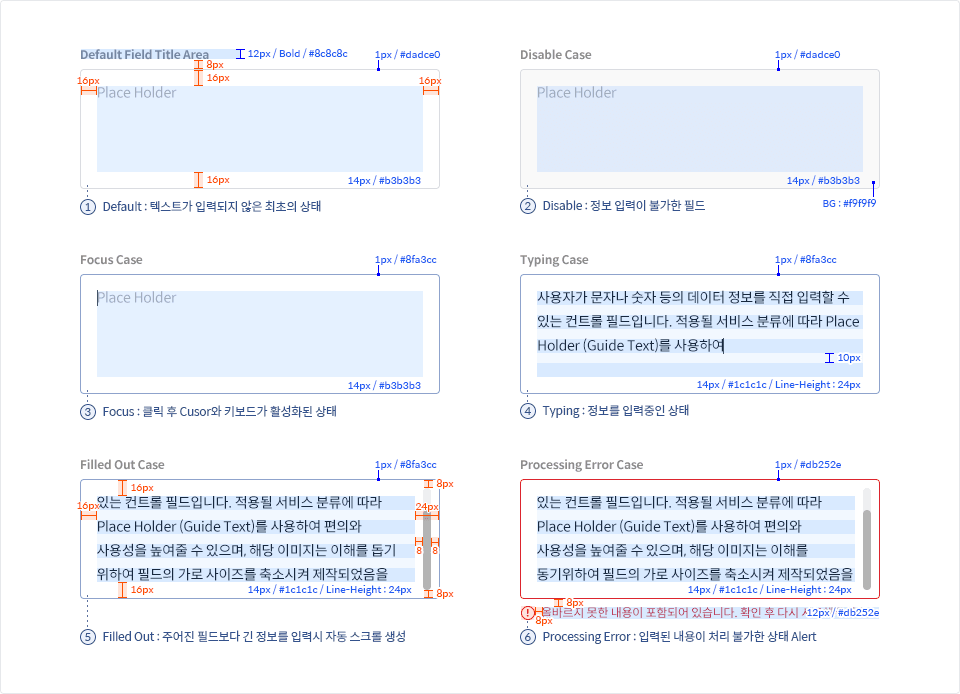 Default Field Title Area
12px / Bold / #8c8c8c
1px / #dadce0
8px
16px
16px
16px
Place Holder
16px
14px / #b3b3b3
1 Default : 텍스트가 입력되지 않은 최초의 상태
Disable Case
1px / #dadce0
Place Holder
14px / #b3b3b3
BG : #f9f9f9
2 Disable : 정보 입력이 불가한 필드
Focus Case
1px / #8fa3cc
Place Holder
14px / #b3b3b3
3 Focus : 클릭 후 Cusor와 키보드가 활성화된 상태
Typing Case
1px / #8fa3cc
사용자가 문자나 숫자 등의 데이터 정보를 직접 입력할 수
있는 컨트롤 필드입니다. 적용될 서비스 분류에 따라 Place
Holder (Guide Text)를 사용하여
10px
14px / #1c1c1c / Line-Height : 24px
4 Typing : 정보를 입력중인 상태
Filled Out Case
1px / #8fa3cc
16px
8px
있는 컨트롤 필드입니다. 적용될 서비스 분류에 따라
16px
24px
Place Holder (Guide Text)를 사용하여 편의와
사용성을 높여줄 수 있으며, 해당 이미지는 이해를 돕기
8 8
위하여 필드의 가로 사이즈를 축소시켜 제작되었음을
16px
14px / #1c1c1c / Line-Height : 24px
8px
5 Filled Out : 주어진 필드보다 긴 정보를 입력시 자동 스크롤 생성
Processing Error Case
1px / #db252e
있는 컨트롤 필드입니다. 적용될 서비스 분류에 따라
Place Holder (Guide Text)를 사용하여 편의와
사용성을 높여줄 수 있으며, 해당 이미지는 이해를
동기위하여 필드의 가로 사이즈를 축소시켜 제작되었음을
14px / #1c1c1c / Line-Height : 24px
8px
올바르지 못한 내용이 포함되어 있습니다. 확인 후 다시
12px / #db252e
8px
6 Processing Error : 입력된 내용이 처리 불가한 상태 Alert